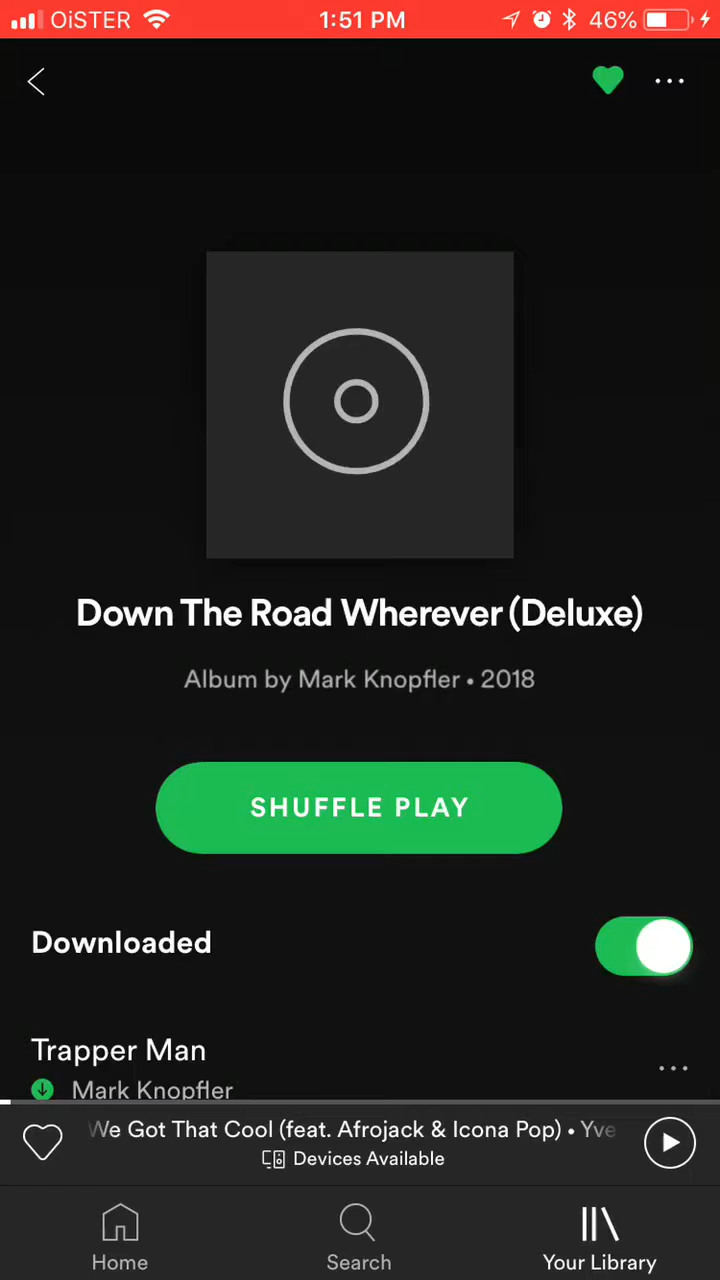 OiSTER 1:51 PM 46%
Down The Road Wherever (Deluxe)
Album by Mark Knopfler • 2018
SHUFFLE PLAY
Downloaded
Trapper Man
Mark Knopfler
We Got That Cool (feat. Afrojack & Icona Pop) • Yve
Devices Available
Home Search Your Library